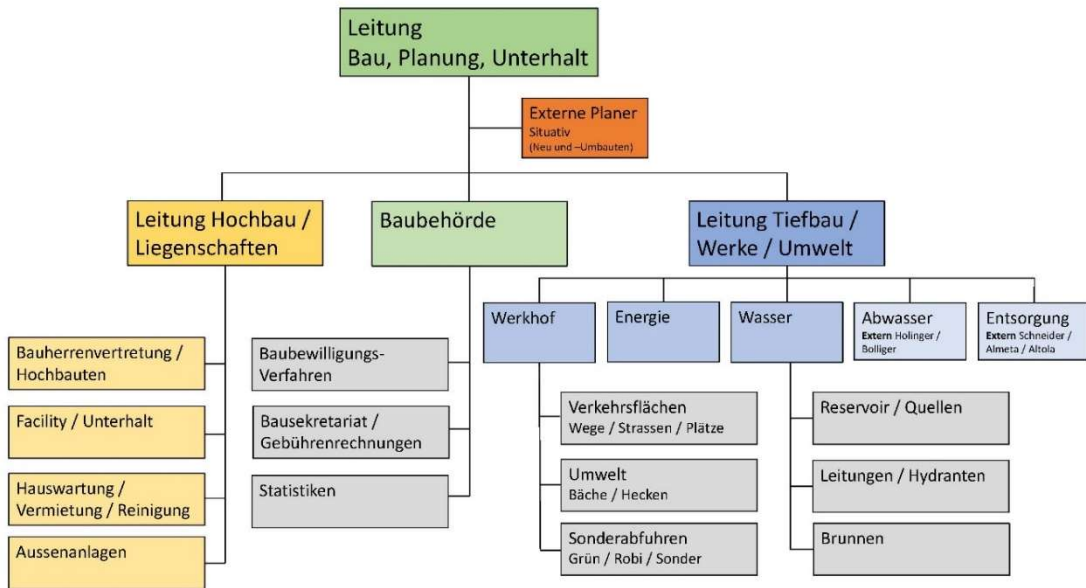 Leitung
Bau, Planung, Unterhalt
Externe Planer
Situativ
(Neu und –Umbauten)
Leitung Hochbau /
Liegenschaften
Baubehörde
Leitung Tiefbau /
Werke / Umwelt
Werkhof
Energie
Wasser
Abwasser
Extern Holinger /
Bolliger
Entsorgung
Extern Schneider /
Almeta / Altola
Bauherrenvertretung /
Hochbauten
Facility / Unterhalt
Hauswartung /
Vermietung / Reinigung
Aussenanlagen
Baubewilligungs-
Verfahren
Bausekretariat /
Gebührenrechnungen
Statistiken
Verkehrsflächen
Wege / Strassen / Plätze
Umwelt
Bäche / Hecken
Sonderabfuhren
Grün / Robi / Sonder
Reservoir / Quellen
Leitungen / Hydranten
Brunnen